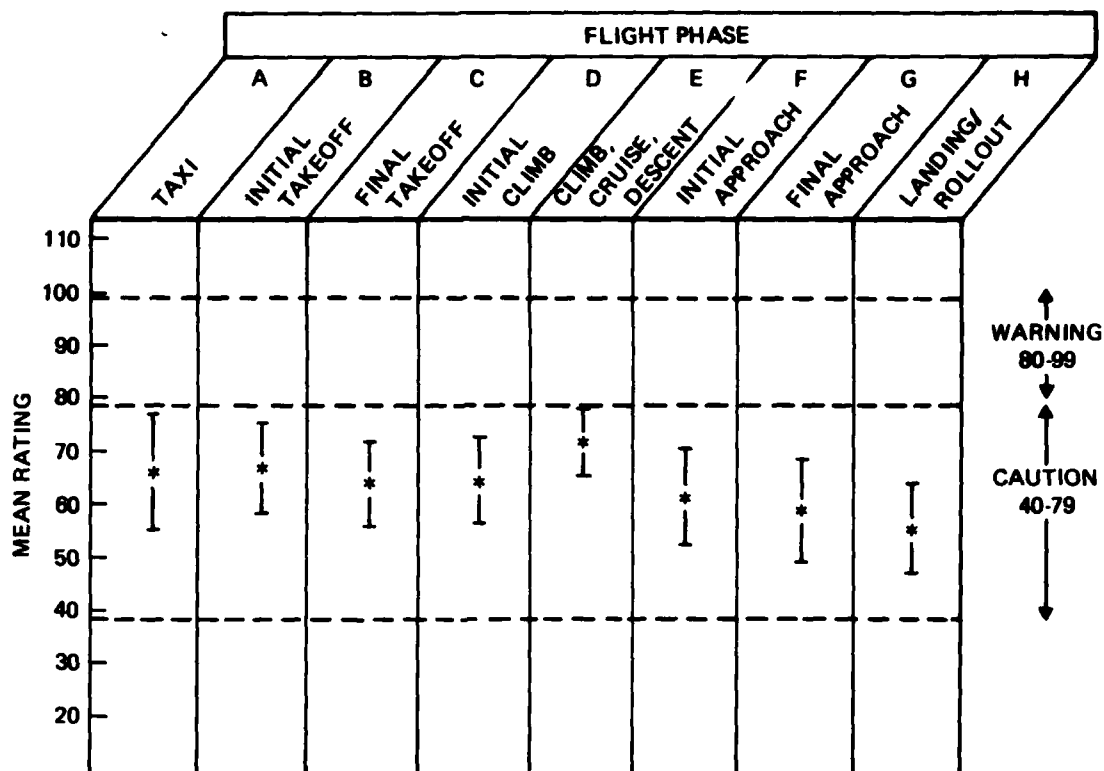 FLIGHT PHASE
A B C D E F G H
TAXI
INITIAL
TAKEOFF
FINAL
TAKEOFF
INITIAL
CLIMB
CLIMB,
CRUISE,
DESCENT
INITIAL
APPROACH
FINAL
APPROACH
LANDING/
ROLLOUT
MEAN RATING
110
100
90
80
70
60
50
40
30
20
WARNING
80-99
CAUTION
40-79